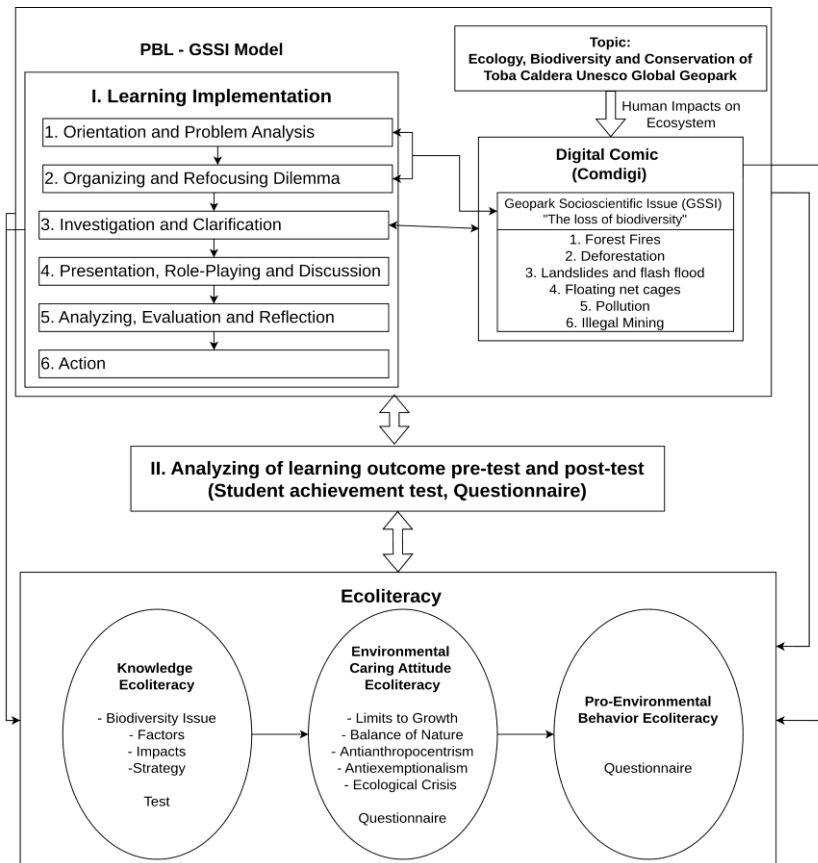 PBL - GSSI Model
Topic:
Ecology, Biodiversity and Conservation of
Toba Caldera Unesco Global Geopark
I. Learning Implementation
1. Orientation and Problem Analysis
2. Organizing and Refocusing Dilemma
3. Investigation and Clarification
4. Presentation, Role-Playing and Discussion
5. Analyzing, Evaluation and Reflection
6. Action
Human Impacts on
Ecosystem
Digital Comic
(Comdigi)
Geopark Socioscientific Issue (GSSI)
"The loss of biodiversity"
1. Forest Fires
2. Deforestation
3. Landslides and flash flood
4. Floating net cages
5. Pollution
6. Illegal Mining
II. Analyzing of learning outcome pre-test and post-test
(Student achievement test, Questionnaire)
Ecoliteracy
Knowledge
Ecoliteracy
- Biodiversity Issue
- Factors
- Impacts
-Strategy
Test
Environmental
Caring Attitude
Ecoliteracy
- Limits to Growth
- Balance of Nature
- Antianthropocentrism
- Antiexemptionalism
- Ecological Crisis
Questionnaire
Pro-Environmental
Behavior Ecoliteracy
Questionnaire